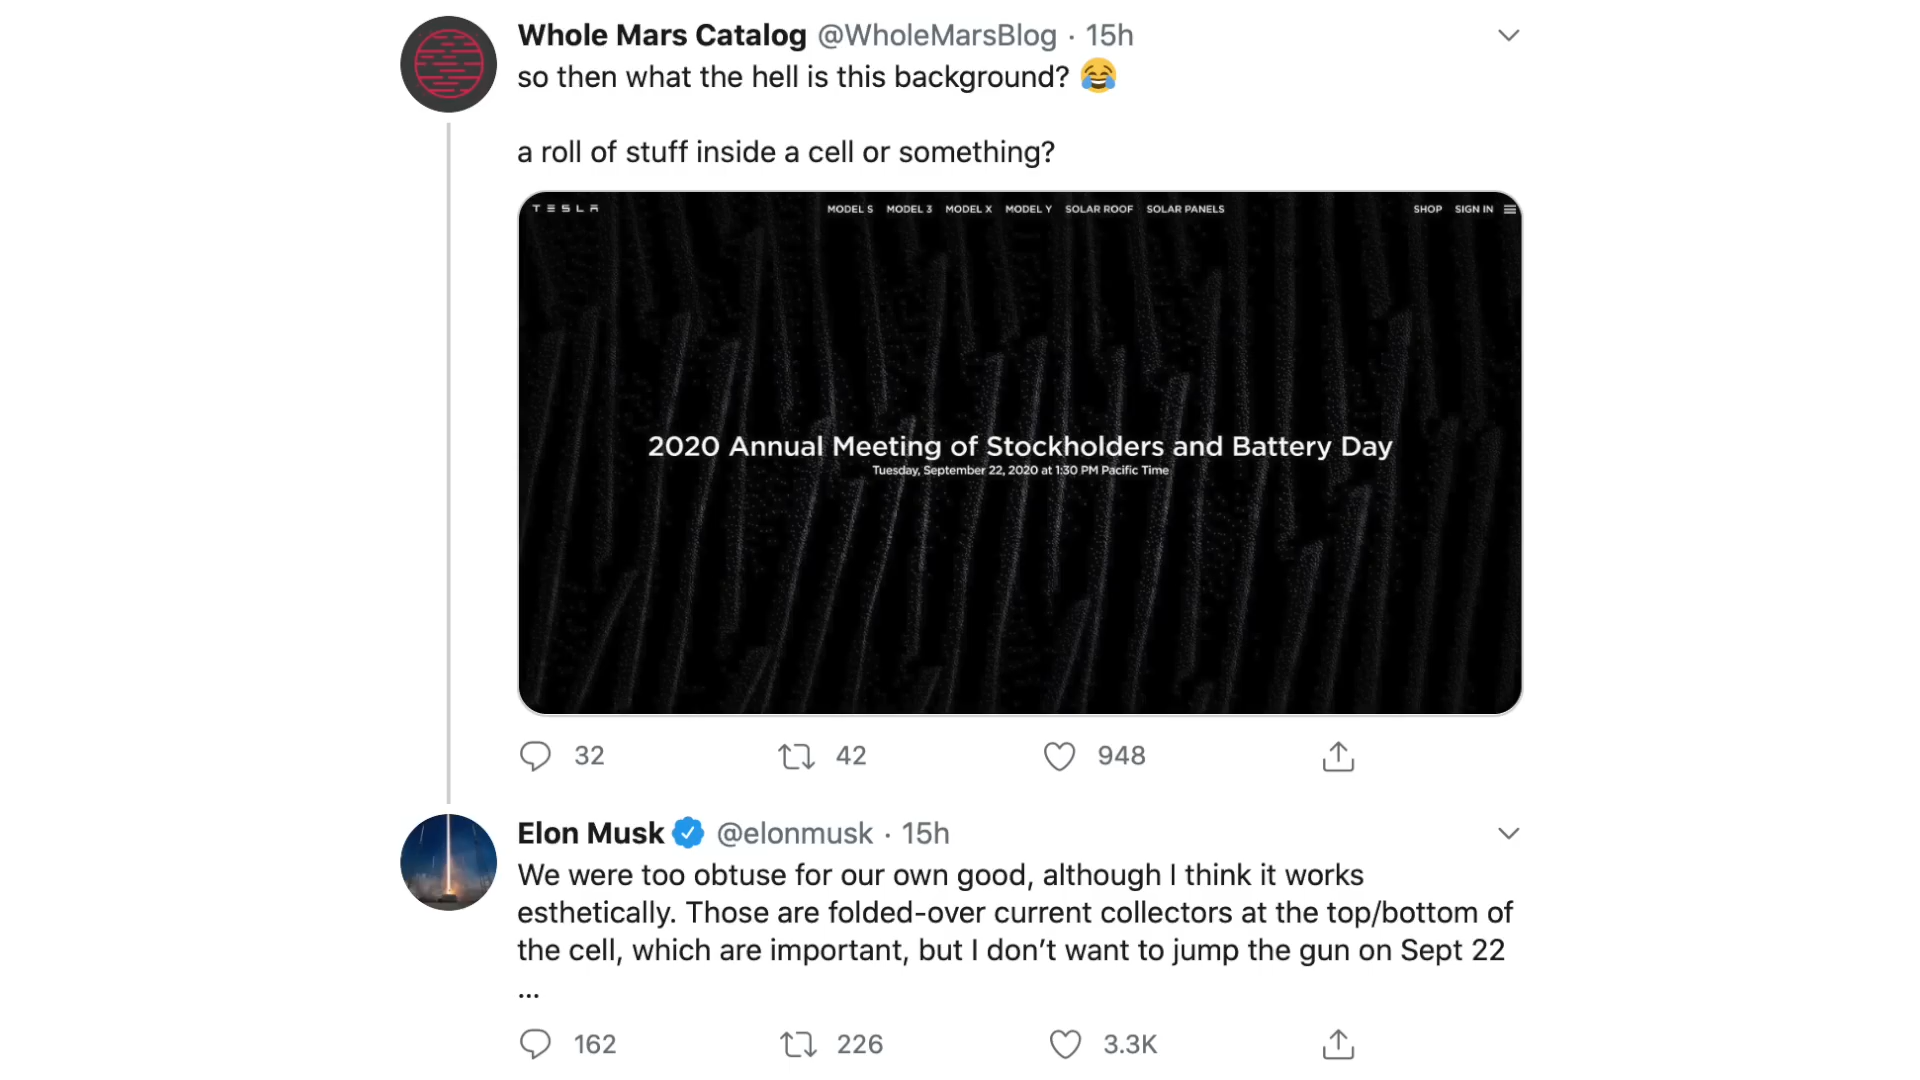 Whole Mars Catalog @WholeMarsBlog · 15h
so then what the hell is this background? 😂
a roll of stuff inside a cell or something?
TESLA MODEL S MODEL 3 MODEL X MODEL Y SOLAR ROOF SOLAR PANELS SHOP SIGN IN
2020 Annual Meeting of Stockholders and Battery Day
Tuesday, September 22, 2020 at 1:30 PM Pacific Time
32 42 948
Elon Musk @elonmusk · 15h
We were too obtuse for our own good, although I think it works
esthetically. Those are folded-over current collectors at the top/bottom of
the cell, which are important, but I don’t want to jump the gun on Sept 22
...
162 226 3.3K